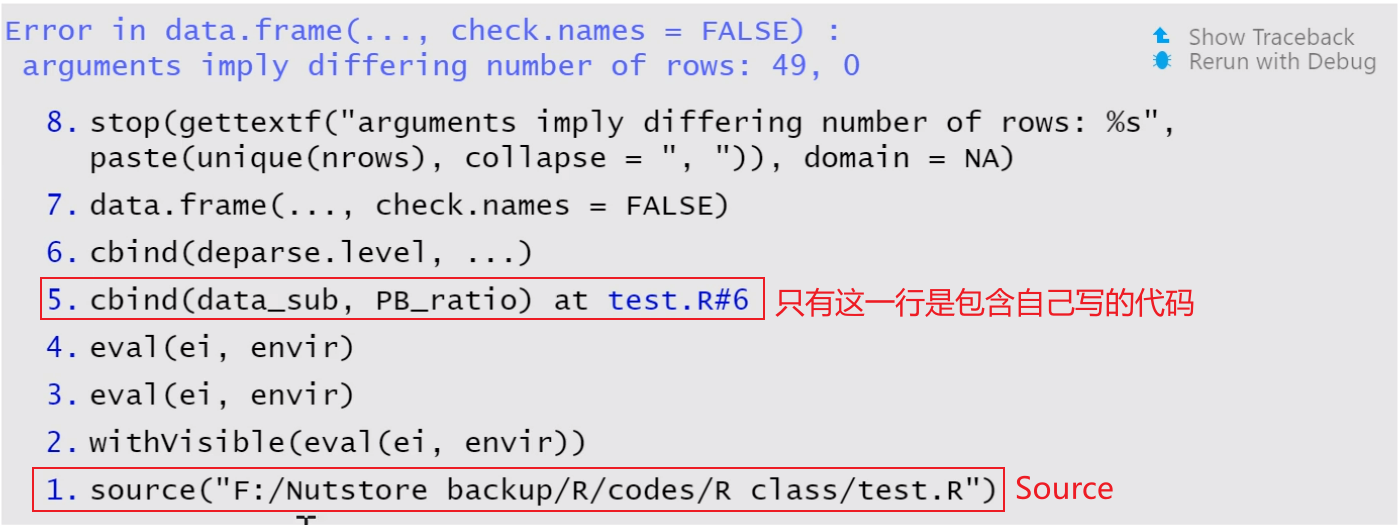 Error in data.frame(..., check.names = FALSE) :
Show Traceback
arguments imply differing number of rows: 49, 0
Rerun with Debug
8. stop(gettextf("arguments imply differing number of rows: %s",
paste(unique(nrows), collapse = ", ")), domain = NA)
7. data.frame(..., check.names = FALSE)
6. cbind(deparse.level, ...)
5. cbind(data_sub, PB_ratio) at test.R#6 只有这一行是包含自己写的代码
4. eval(ei, envir)
3. eval(ei, envir)
2. withVisible(eval(ei, envir))
1. source("F:/Nutstore backup/R/codes/R class/test.R") Source